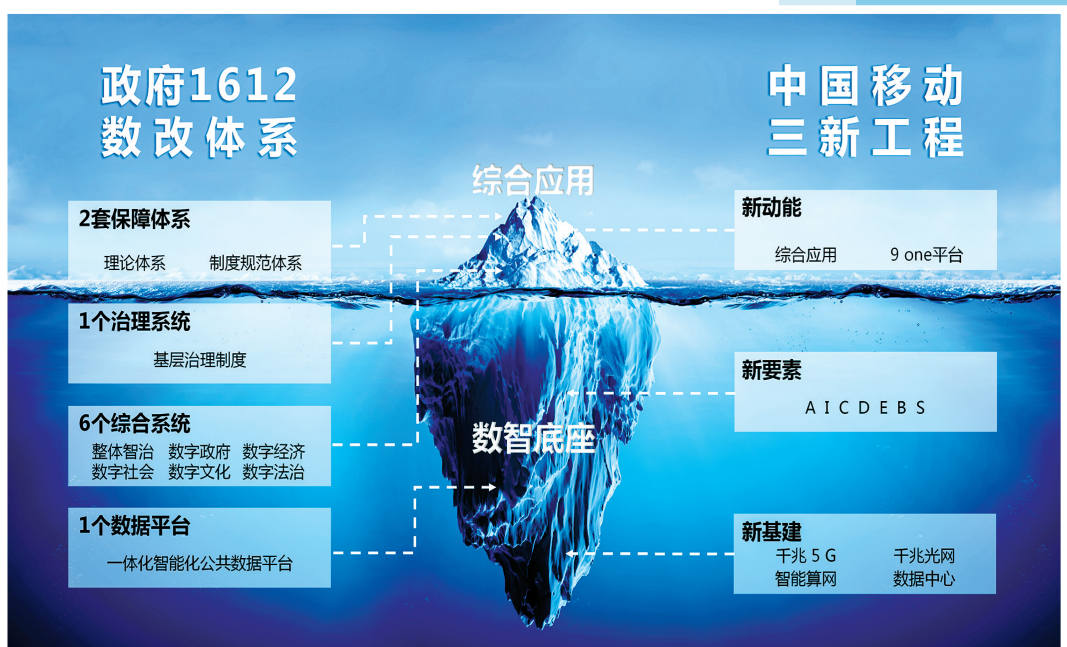 政府1612
数改体系
中国移动
三新工程
综合应用
2套保障体系
理论体系 制度规范体系
1个治理系统
基层治理制度
6个综合系统
整体智治 数字政府 数字经济
数字社会 数字文化 数字法治
1个数据平台
一体化智能化公共数据平台
数智底座
新动能
综合应用 9 one平台
新要素
A I C D E B S
新基建
千兆 5 G 千兆光网
智能算网 数据中心